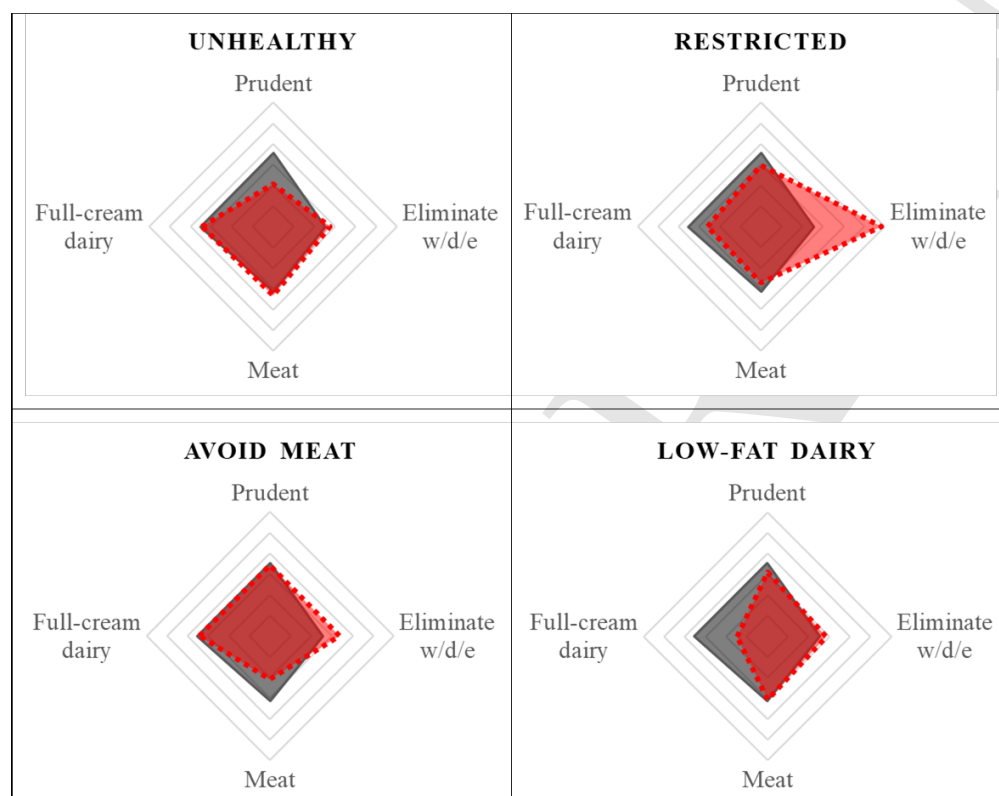 UNHEALTHY
Prudent
Full-cream
dairy
Eliminate
w/d/e
Meat
RESTRICTED
Prudent
Full-cream
dairy
Eliminate
w/d/e
Meat
AVOID MEAT
Prudent
Full-cream
dairy
Eliminate
w/d/e
Meat
LOW-FAT DAIRY
Prudent
Full-cream
dairy
Eliminate
w/d/e
Meat